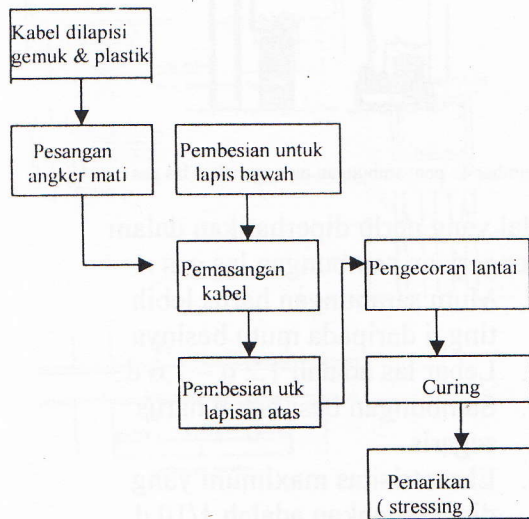 Kabel dilapisi
gemuk & plastik
Pesangan
angker mati
Pembesian untuk
lapis bawah
Pemasangan
kabel
Pengecoran lantai
Pembesian utk
lapisan atas
Curing
Penarikan
( stressing )